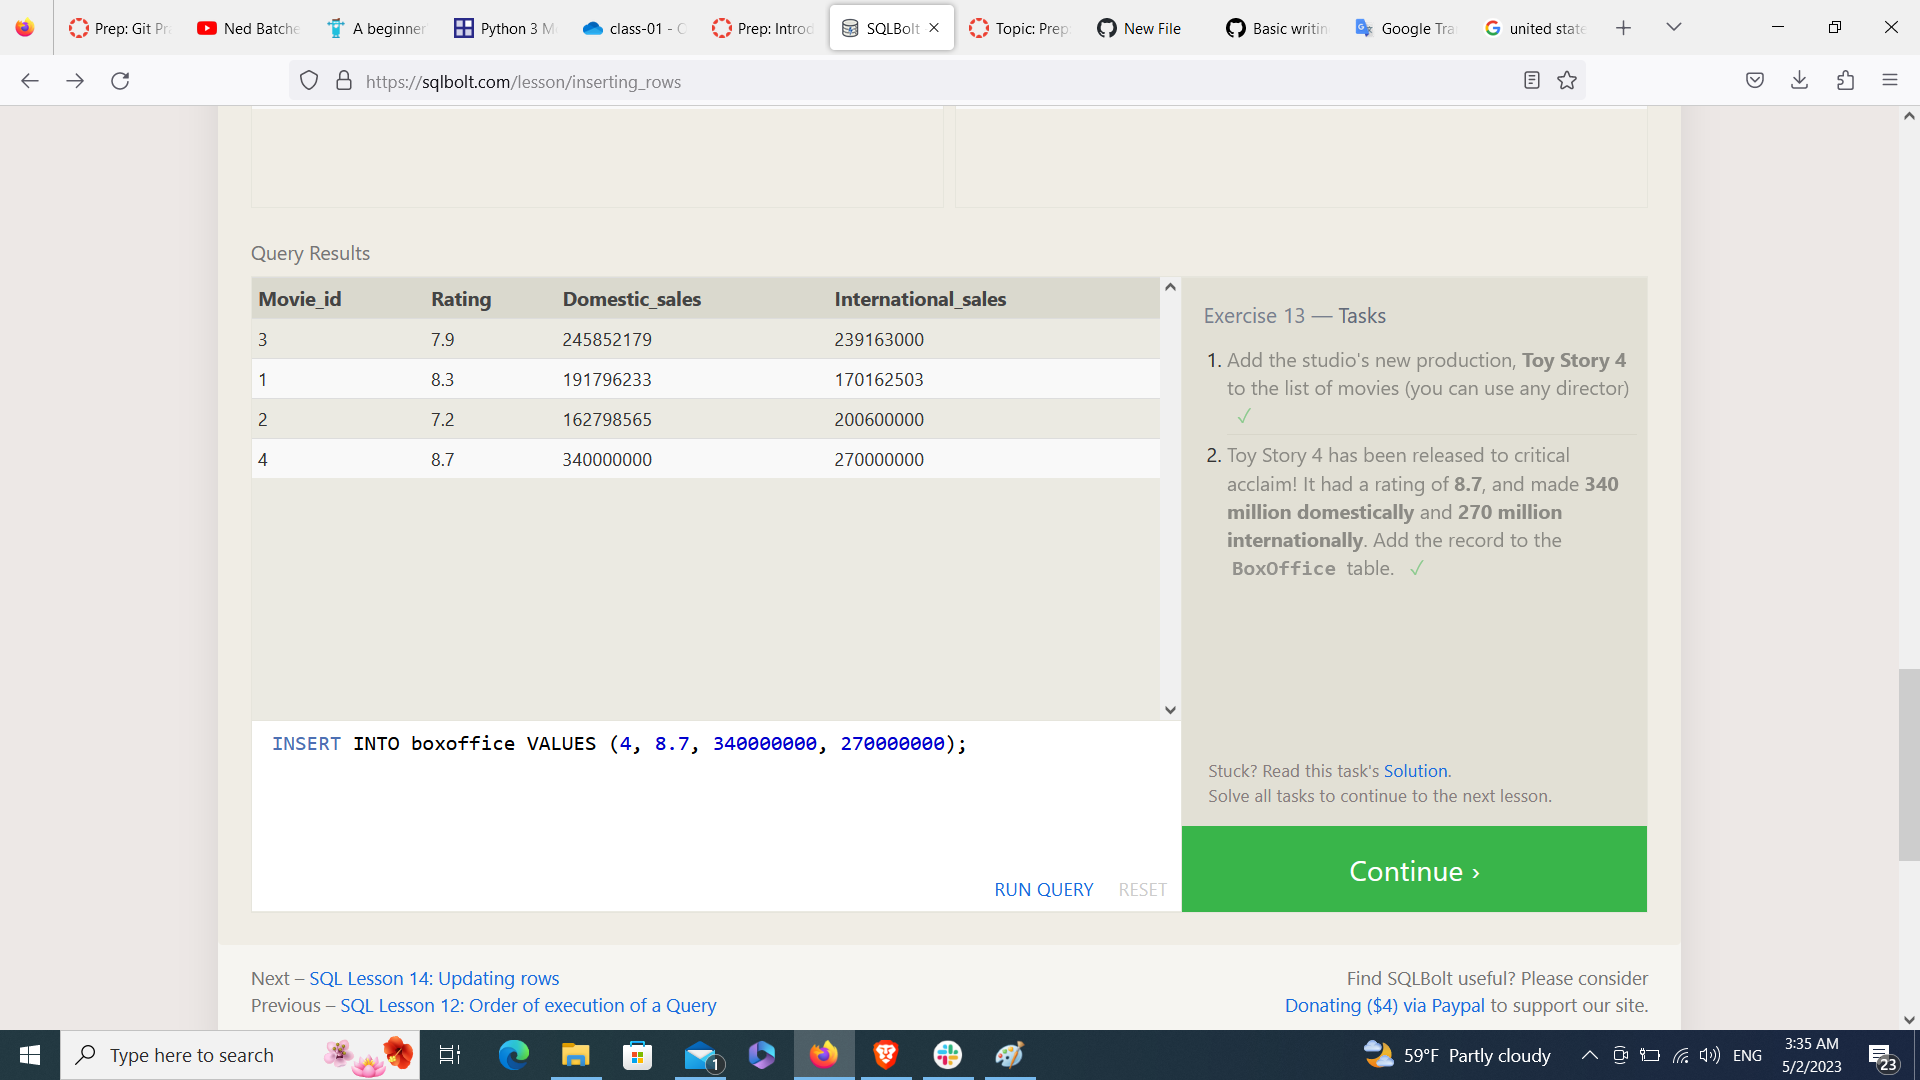 Prep: Git Pra
Ned Batche
A beginner
Python 3 M
class-01 - O
Prep: Introd
SQLBolt
Topic: Prep:
New File
Basic writin
Google Tra
united state
https://sqlbolt.com/lesson/inserting_rows
Query Results
Movie_id Rating Domestic_sales International_sales
3 7.9 245852179 239163000
1 8.3 191796233 170162503
2 7.2 162798565 200600000
4 8.7 340000000 270000000
INSERT INTO boxoffice VALUES (4, 8.7, 340000000, 270000000);
RUN QUERY RESET
Exercise 13 — Tasks
1. Add the studio's new production, Toy Story 4
to the list of movies (you can use any director)
✓
2. Toy Story 4 has been released to critical
acclaim! It had a rating of 8.7, and made 340
million domestically and 270 million
internationally. Add the record to the
BoxOffice table. ✓
Stuck? Read this task's Solution.
Solve all tasks to continue to the next lesson.
Continue ›
Next – SQL Lesson 14: Updating rows
Previous – SQL Lesson 12: Order of execution of a Query
Find SQLBolt useful? Please consider
Donating ($4) via Paypal to support our site.
Type here to search
1
59°F Partly cloudy
ENG
3:35 AM
5/2/2023
23